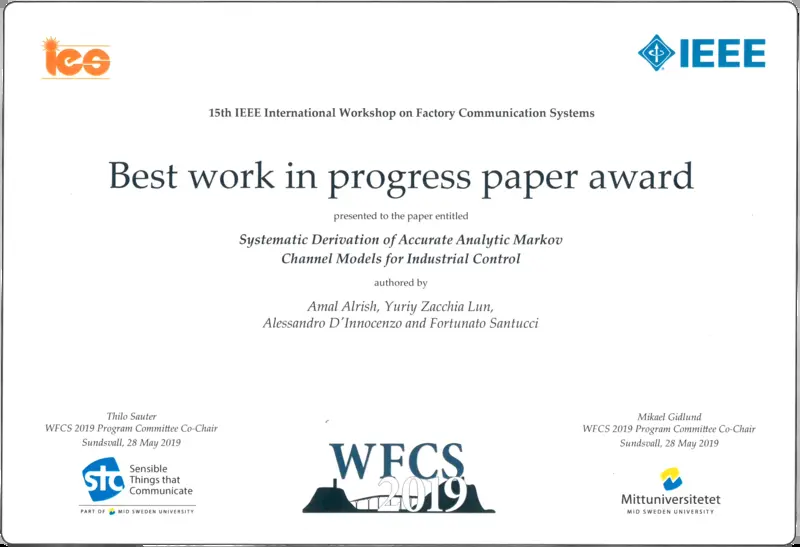 ies
IEEE
15th IEEE International Workshop on Factory Communication Systems
Best work in progress paper award
presented to the paper entitled
Systematic Derivation of Accurate Analytic Markov
Channel Models for Industrial Control
authored by
Amal Alrish, Yuriy Zacchia Lun,
Alessandro D´Innocenzo and Fortunato Santucci
Thilo Sauter
WFCS 2019 Program Committee Co-Chair
Sundsvall, 28 May 2019
Mikael Gidlund
WFCS 2019 Program Committee Co-Chair
Sundsvall, 28 May 2019
stc
Sensible
Things that
Communicate
PART OF MID SWEDEN UNIVERSITY
WFCS
2019
Mittuniversitetet
MID SWEDEN UNIVERSITY